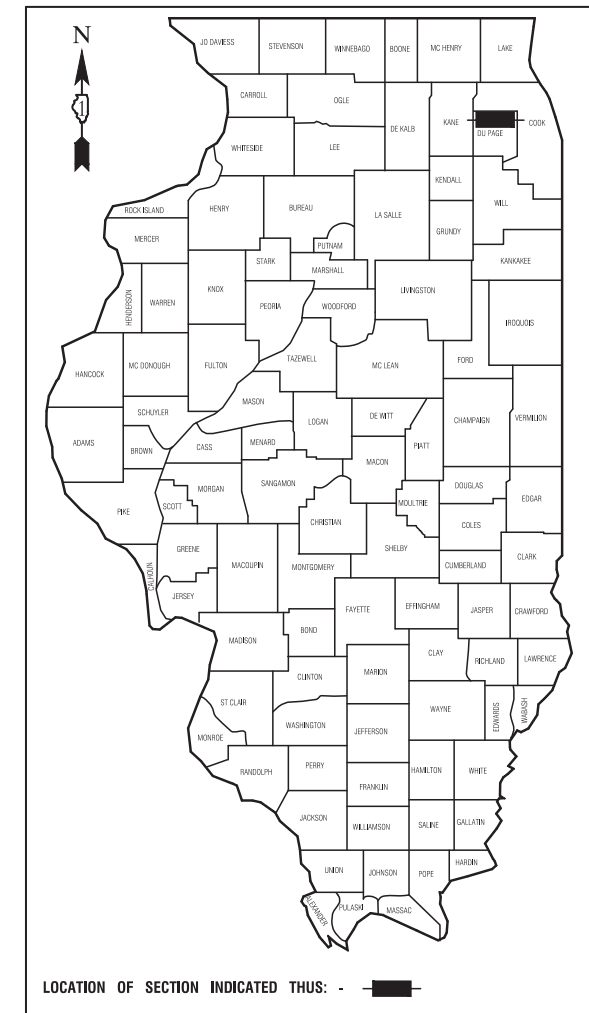 N
1
JO DAVIESS
STEVENSON
WINNEBAGO
BOONE
MC HENRY
LAKE
CARROLL
OGLE
DE KALB
KANE
DU PAGE
COOK
WHITESIDE
LEE
KENDALL
WILL
ROCK ISLAND
HENRY
BUREAU
LA SALLE
GRUNDY
MERCER
PUTNAM
KANKAKEE
STARK
MARSHALL
HENDERSON
WARREN
KNOX
PEORIA
WOODFORD
LIVINGSTON
IROQUOIS
HANCOCK
MC DONOUGH
FULTON
TAZEWELL
MC LEAN
FORD
SCHUYLER
MASON
LOGAN
DE WITT
CHAMPAIGN
VERMILION
ADAMS
BROWN
CASS
MENARD
PIATT
MACON
PIKE
SCOTT
MORGAN
SANGAMON
MOULTRIE
DOUGLAS
EDGAR
CHRISTIAN
COLES
CALHOUN
GREENE
MACOUPIN
MONTGOMERY
SHELBY
CUMBERLAND
CLARK
JERSEY
FAYETTE
EFFINGHAM
JASPER
CRAWFORD
MADISON
BOND
CLAY
RICHLAND
LAWRENCE
CLINTON
MARION
ST CLAIR
WASHINGTON
WAYNE
EDWARDS
WABASH
MONROE
JEFFERSON
RANDOLPH
PERRY
HAMILTON
WHITE
FRANKLIN
JACKSON
WILLIAMSON
SALINE
GALLATIN
UNION
JOHNSON
POPE
HARDIN
ALEXANDER
PULASKI
MASSAC
LOCATION OF SECTION INDICATED THUS: -